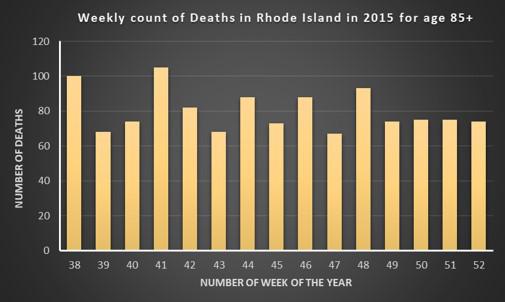 Weekly count of Deaths in Rhode Island in 2015 for age 85+
120
100
80
60
40
20
0
NUMBER OF DEATHS
38 39 40 41 42 43 44 45 46 47 48 49 50 51 52
NUMBER OF WEEK OF THE YEAR